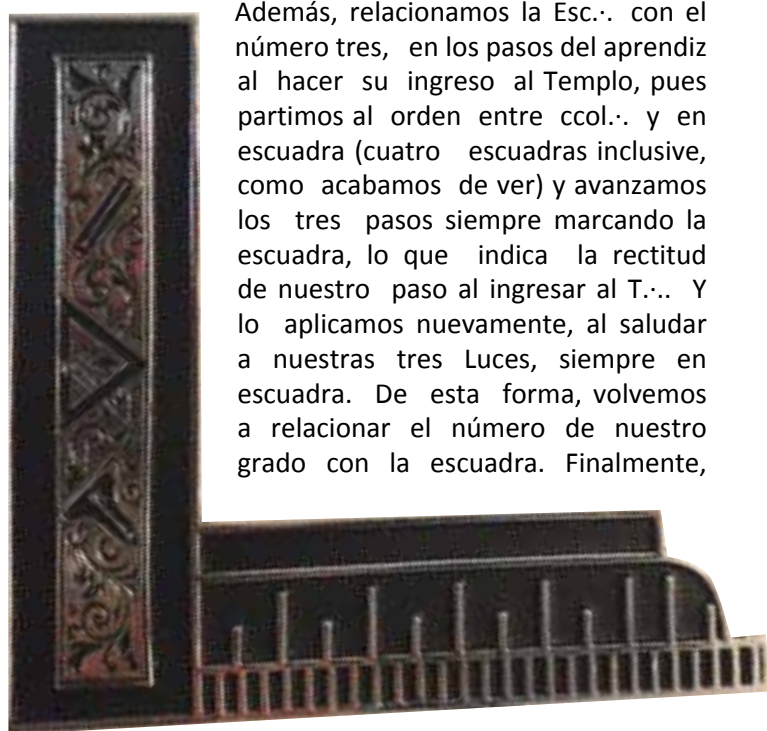 Además, relacionamos la Esc.·. con el
número tres, en los pasos del aprendiz
al hacer su ingreso al Templo, pues
partimos al orden entre ccol.·. y en
escuadra (cuatro escuadras inclusive,
como acabamos de ver) y avanzamos
los tres pasos siempre marcando la
escuadra, lo que indica la rectitud
de nuestro paso al ingresar al T.·.. Y
lo aplicamos nuevamente, al saludar
a nuestras tres Luces, siempre en
escuadra. De esta forma, volvemos
a relacionar el número de nuestro
grado con la escuadra. Finalmente,